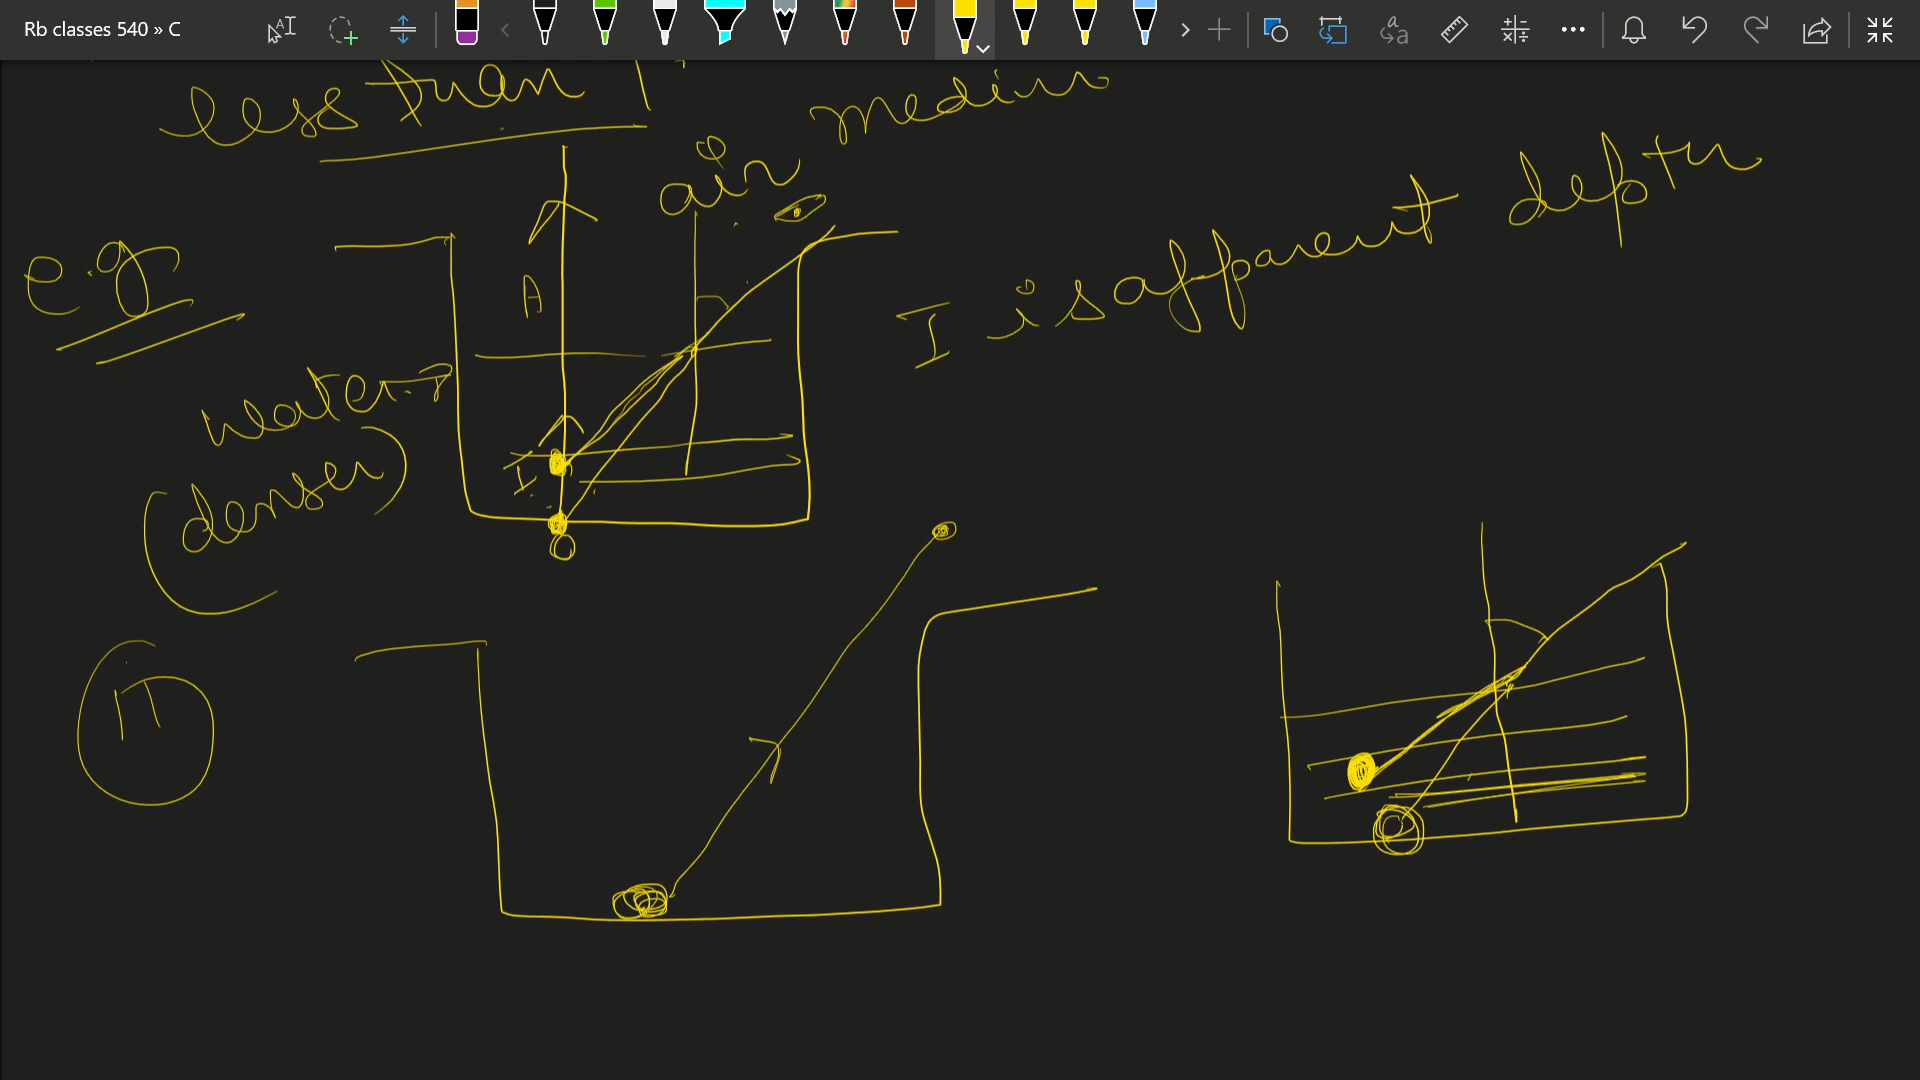 Rb classes 540 » C
less than 1.
air medium
e.g
A
I is apparent depth
water →
(denser)
I
O
II